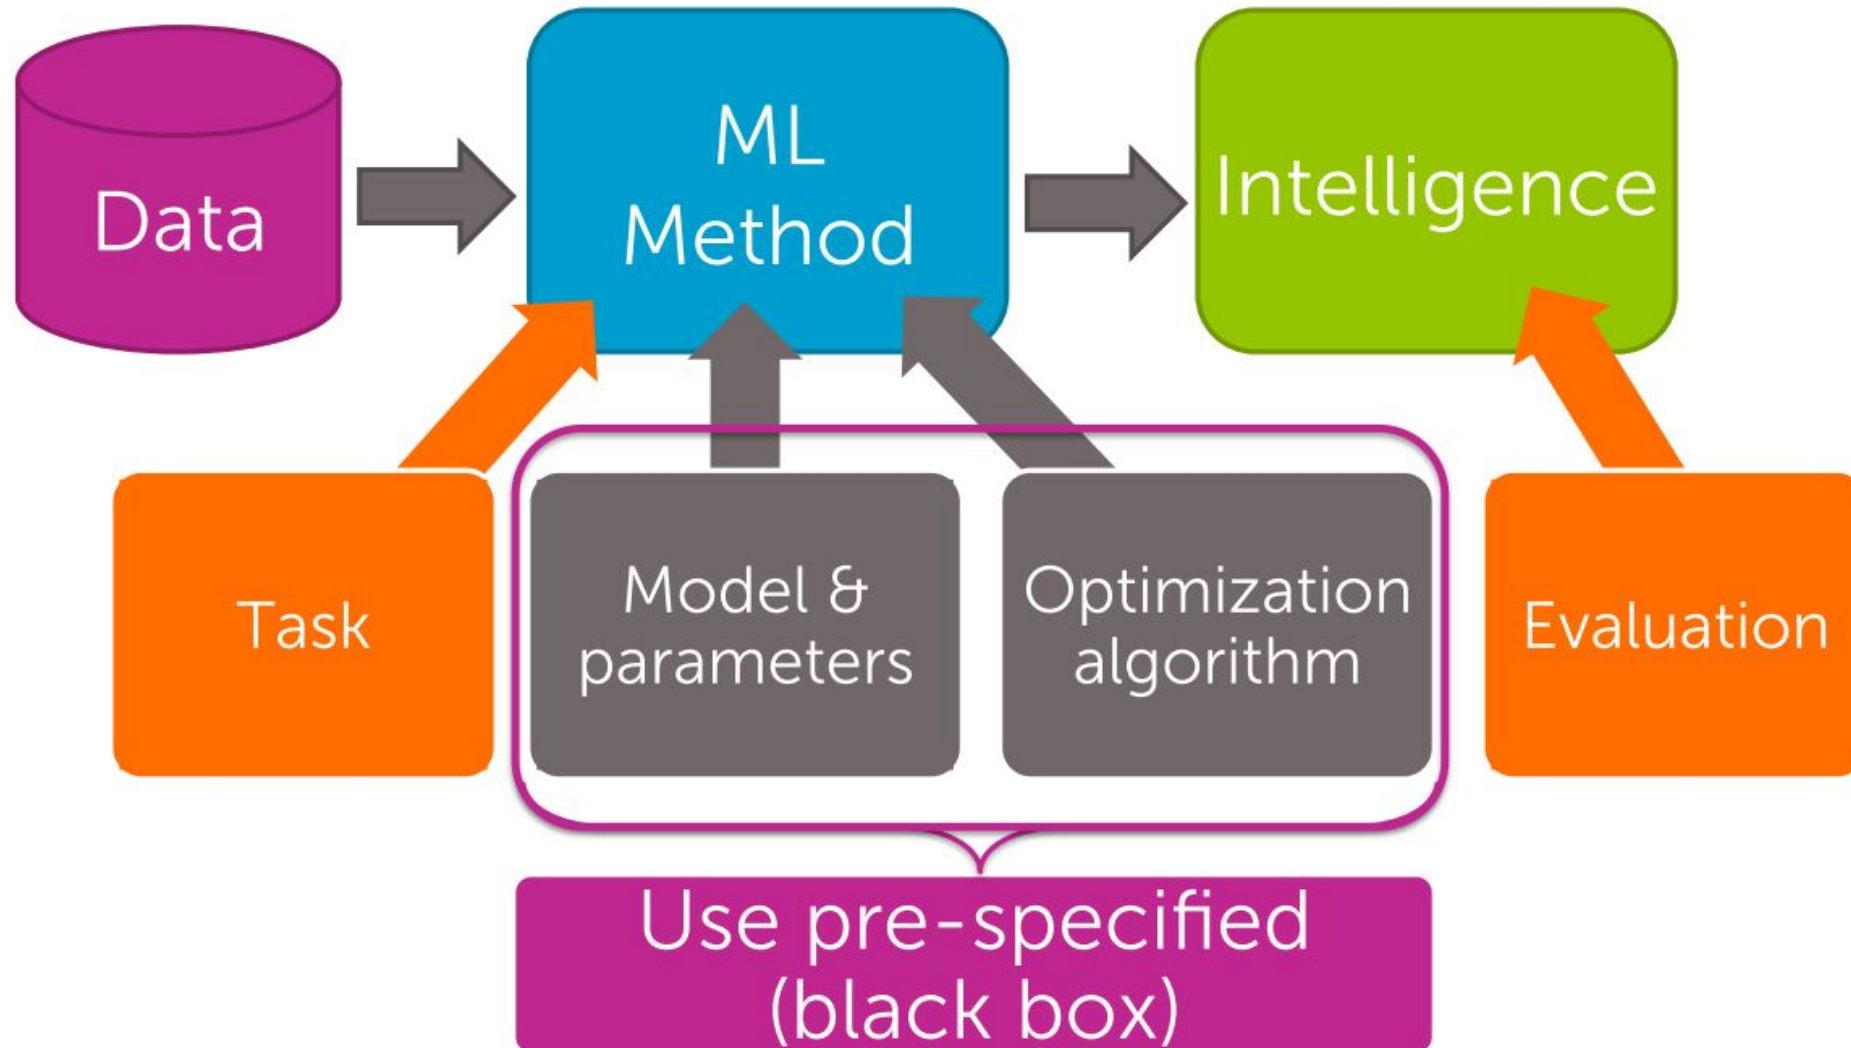 Data
ML
Method
Intelligence
Task
Model &
parameters
Optimization
algorithm
Evaluation
Use pre-specified
(black box)